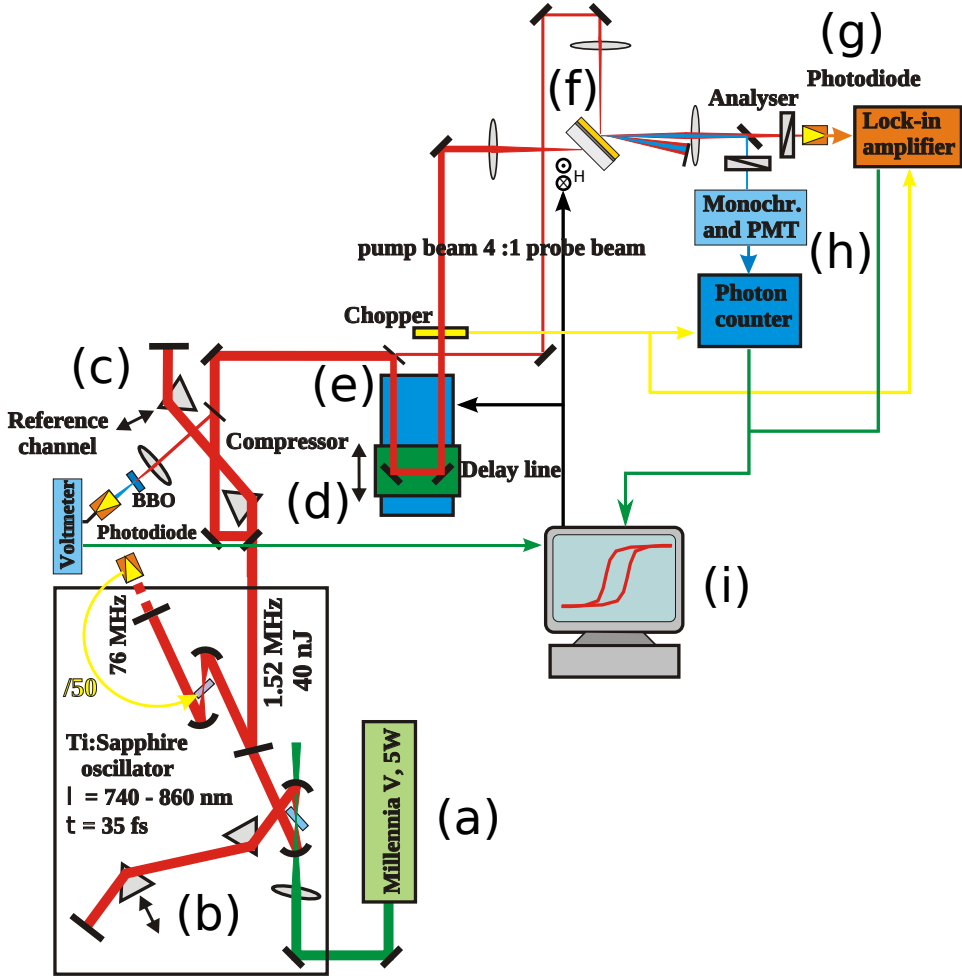 (g)
Photodiode
(f)
Analyser
Lock-in
amplifier
H
Monochr.
and PMT
(h)
pump beam 4 :1 probe beam
Photon
counter
Chopper
(c)
(e)
Reference
channel
Compressor
Delay line
BBO
(d)
Voltmeter
Photodiode
(i)
76 MHz
1.52 MHz
40 nJ
/50
Ti:Sapphire
oscillator
l = 740 - 860 nm
t = 35 fs
Millennia V, 5W
(a)
(b)